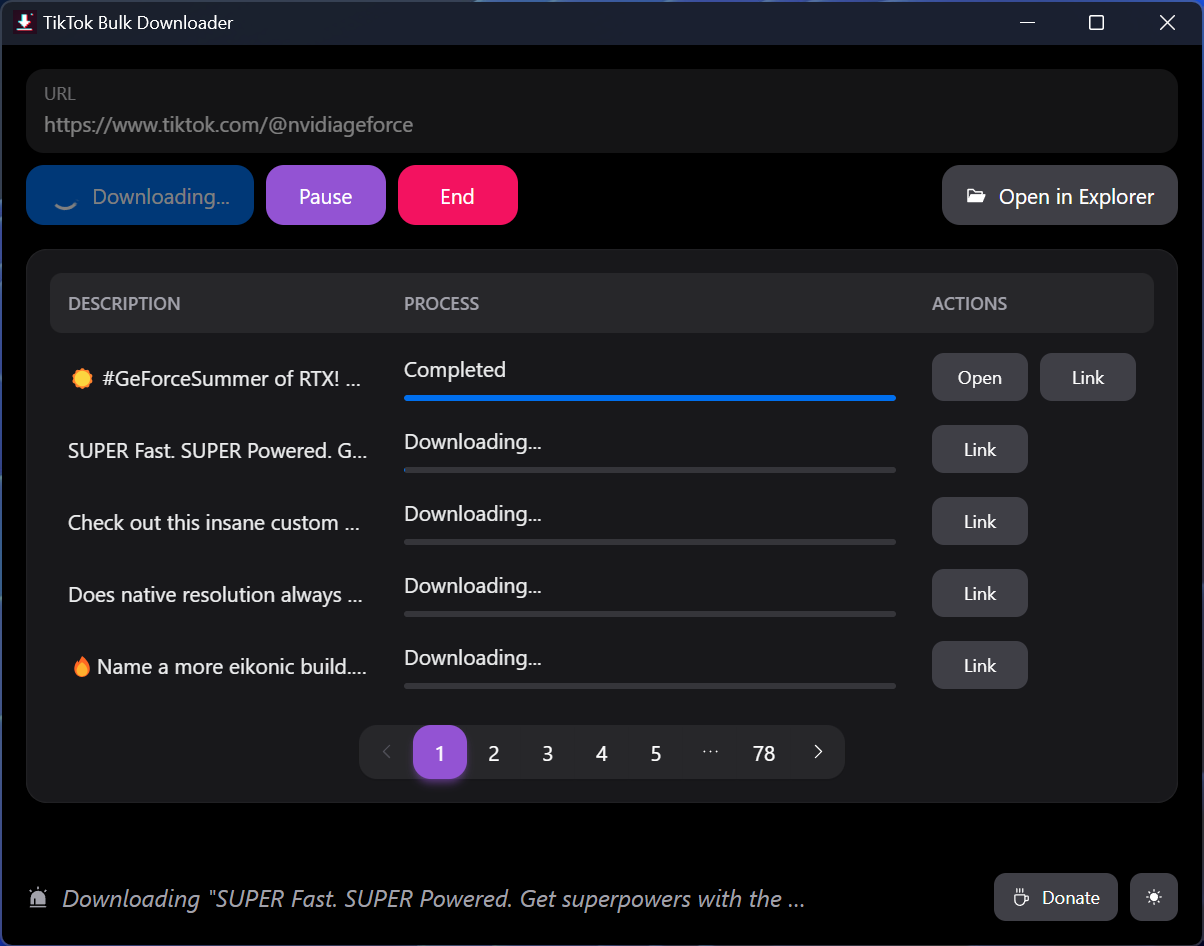 TikTok Bulk Downloader
URL
https://www.tiktok.com/@nvidiageforce
Downloading... Pause End Open in Explorer
DESCRIPTION PROCESS ACTIONS
☀️ #GeForceSummer of RTX! ... Completed Open Link
SUPER Fast. SUPER Powered. G... Downloading... Link
Check out this insane custom ... Downloading... Link
Does native resolution always ... Downloading... Link
🔥 Name a more eikonic build.... Downloading... Link
1 2 3 4 5 ... 78
Downloading "SUPER Fast. SUPER Powered. Get superpowers with the ... Donate